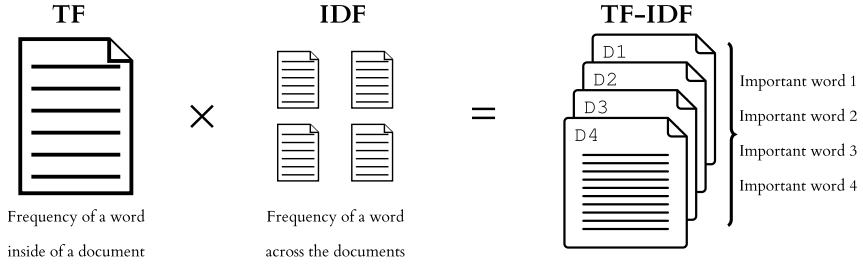 TF
×
IDF
=
TF-IDF
Frequency of a word
inside of a document
Frequency of a word
across the documents
D1
D2
D3
D4
Important word 1
Important word 2
Important word 3
Important word 4